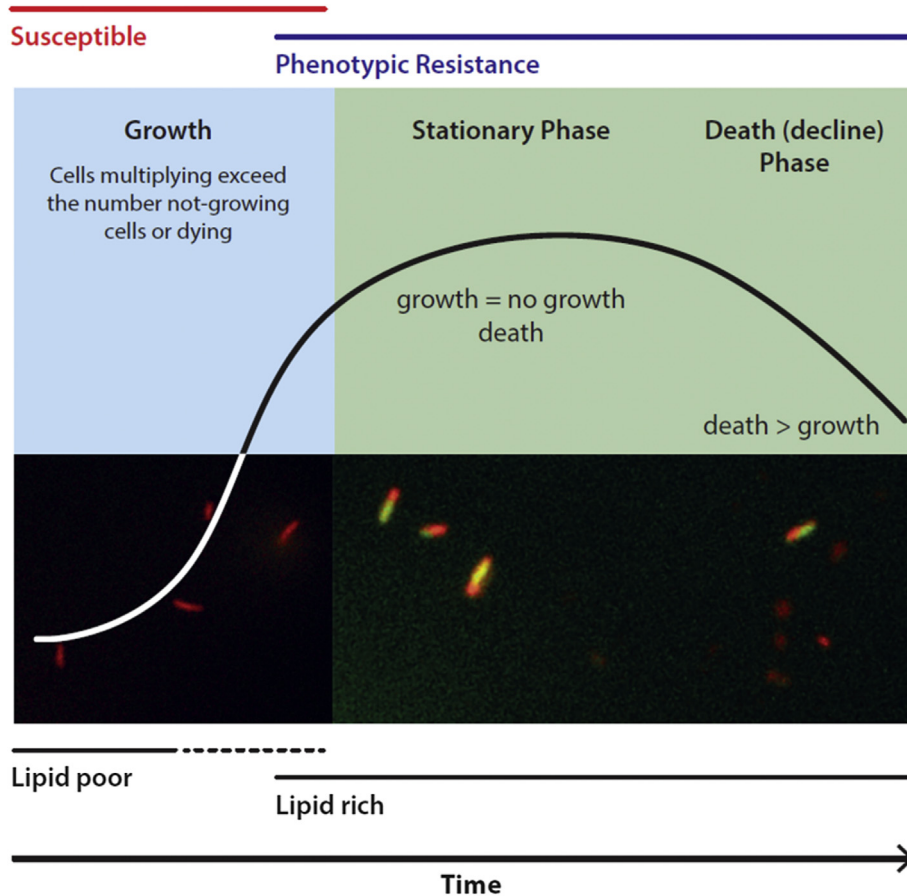 Susceptible
Phenotypic Resistance
Growth
Cells multiplying exceed
the number not-growing
cells or dying
Stationary Phase
Death (decline)
Phase
growth = no growth
death
death > growth
Lipid poor
Lipid rich
Time